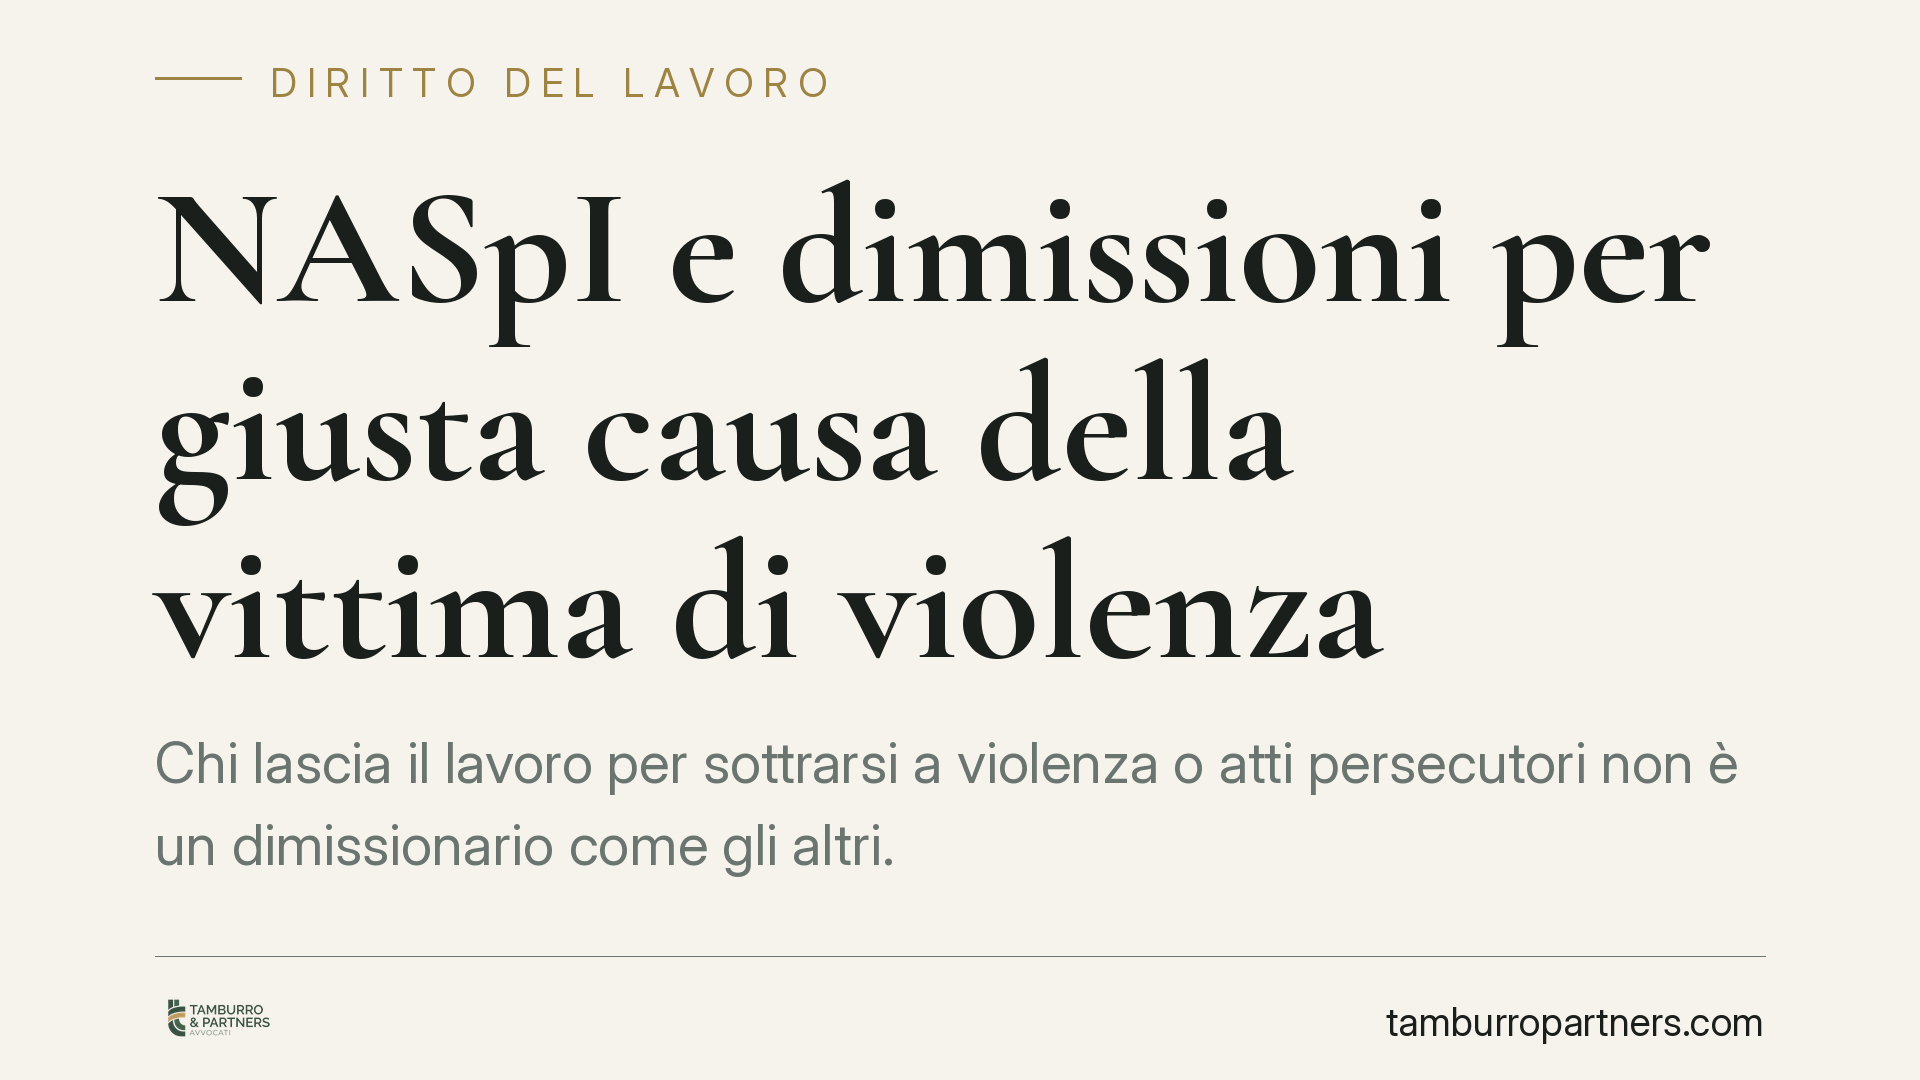 DIRITTO DEL LAVORO
NASpI e dimissioni per
giusta causa della
vittima di violenza
Chi lascia il lavoro per sottrarsi a violenza o atti persecutori non è
un dimissionario come gli altri.
TAMBURRO
& PARTNERS
AVVOCATI
tamburropartners.com